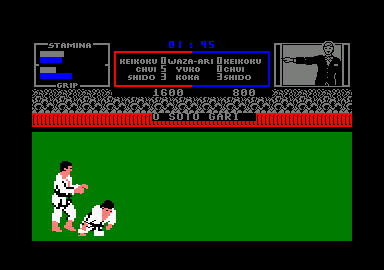 STAMINA
GRIP
01:45
KEIKOKU 0 WAZA-ARI 0 KEIKOKU
CHUI 5 YUKO 0 CHUI
SHIDO 3 KOKA 3 SHIDO
1600 800
O SOTO GARI